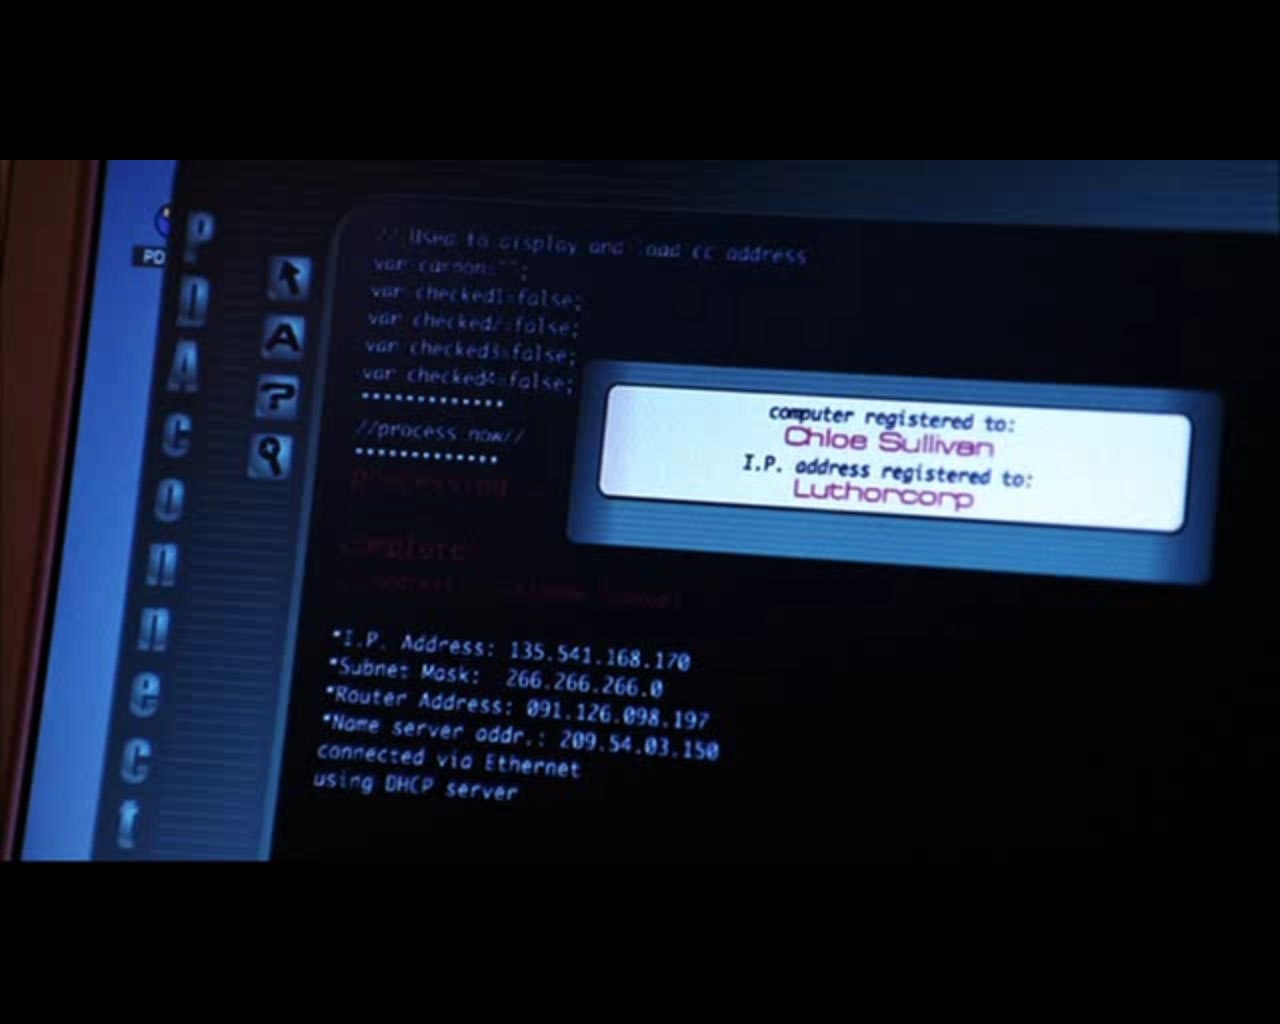 PDAConnect
PD
A
?
// Used to display and load cc address
var carbon="";
var checked1=false;
var checked2=false;
var checked3=false;
var checked4=false;
*************
//process now//
*************
processing
complete
computer registered to:
Chloe Sullivan
I.P. address registered to:
Luthorcorp
*I.P. Address: 135.541.168.170
*Subnet Mask: 266.266.266.0
*Router Address: 091.126.098.197
*Name server addr.: 209.54.03.150
connected via Ethernet
using DHCP server